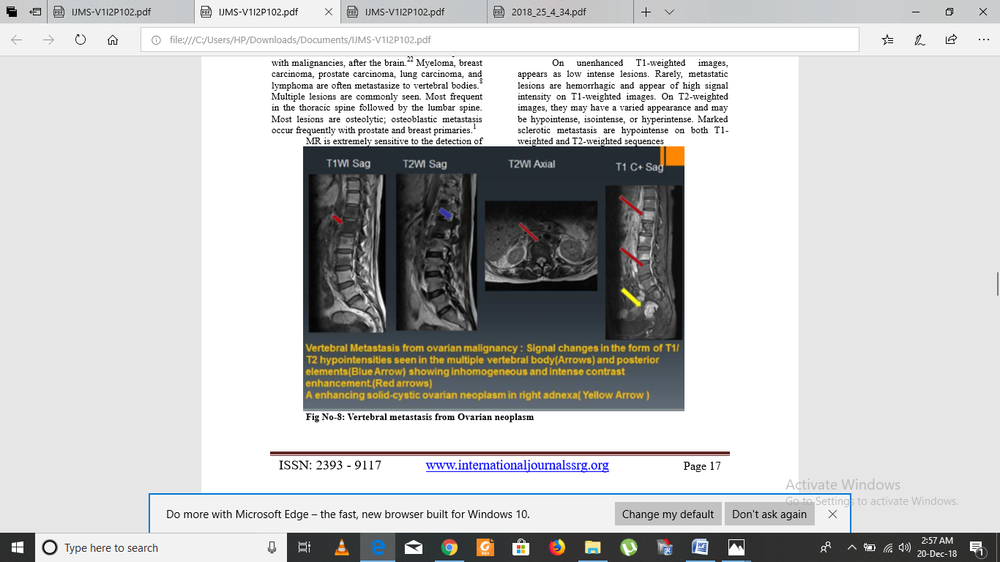 IJMS-V1I2P102.pdf
IJMS-V1I2P102.pdf
IJMS-V1I2P102.pdf
2018_25_4_34.pdf
file:///C:/Users/HP/Downloads/Documents/IJMS-V1I2P102.pdf
with malignancies, after the brain.22 Myeloma, breast
carcinoma, prostate carcinoma, lung carcinoma, and
lymphoma are often metastasize to vertebral bodies.8
Multiple lesions are commonly seen. Most frequent
in the thoracic spine followed by the lumbar spine.
Most lesions are osteolytic; osteoblastic metastasis
occur frequently with prostate and breast primaries.1
MR is extremely sensitive to the detection of
On unenhanced T1-weighted images,
appears as low intense lesions. Rarely, metastatic
lesions are hemorrhagic and appear of high signal
intensity on T1-weighted images. On T2-weighted
images, they may have a varied appearance and may
be hypointense, isointense, or hyperintense. Marked
sclerotic metastasis are hypointense on both T1-
weighted and T2-weighted sequences
T1WI Sag
T2WI Sag
T2WI Axial
T1 C+ Sag
Vertebral Metastasis from ovarian malignancy : Signal changes in the form of T1/
T2 hypointensities seen in the multiple vertebral body(Arrows) and posterior
elements(Blue Arrow) showing inhomogeneous and intense contrast
enhancement.(Red arrows)
A enhancing solid-cystic ovarian neoplasm in right adnexa( Yellow Arrow )
Fig No-8: Vertebral metastasis from Ovarian neoplasm
ISSN: 2393 - 9117
www.internationaljournalssrg.org
Page 17
Activate Windows
Go to Settings to activate Windows.
Do more with Microsoft Edge – the fast, new browser built for Windows 10.
Change my default
Don't ask again
Type here to search
2:57 AM
20-Dec-18